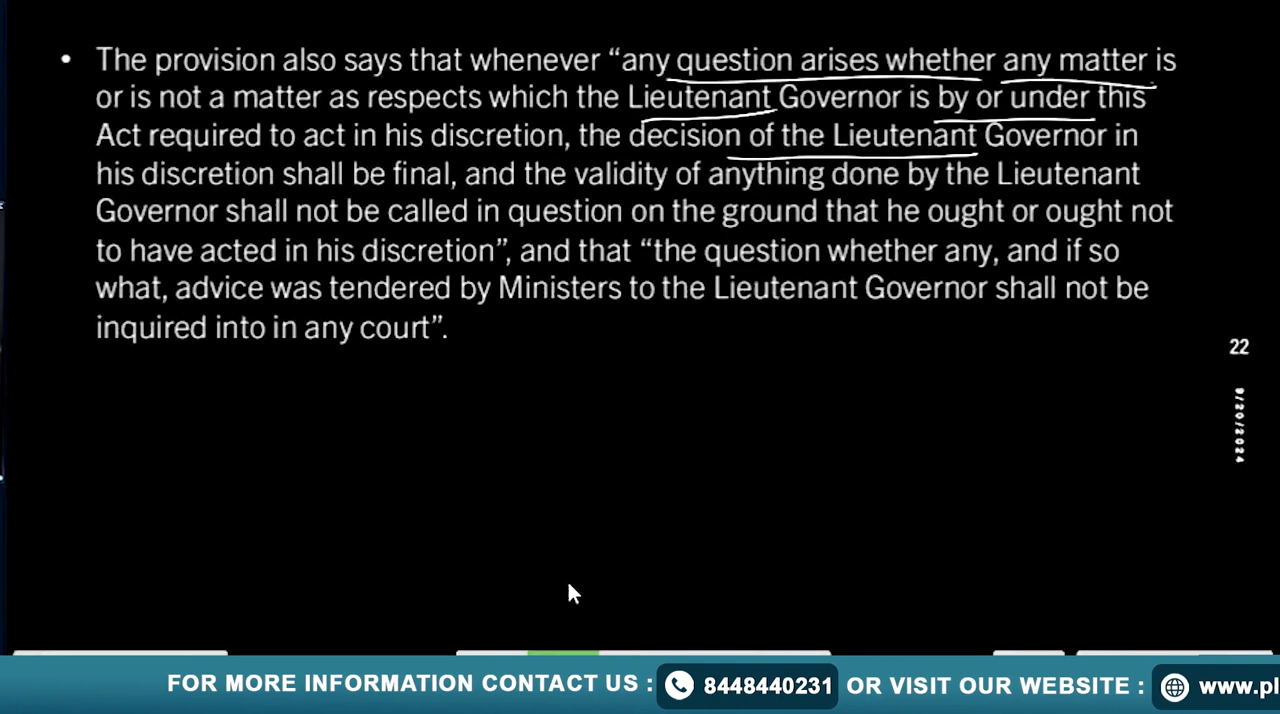 • The provision also says that whenever “any question arises whether any matter is
or is not a matter as respects which the Lieutenant Governor is by or under this
Act required to act in his discretion, the decision of the Lieutenant Governor in
his discretion shall be final, and the validity of anything done by the Lieutenant
Governor shall not be called in question on the ground that he ought or ought not
to have acted in his discretion”, and that “the question whether any, and if so
what, advice was tendered by Ministers to the Lieutenant Governor shall not be
inquired into in any court”.
22
9/20/2024
FOR MORE INFORMATION CONTACT US : 8448440231 OR VISIT OUR WEBSITE : www.pl